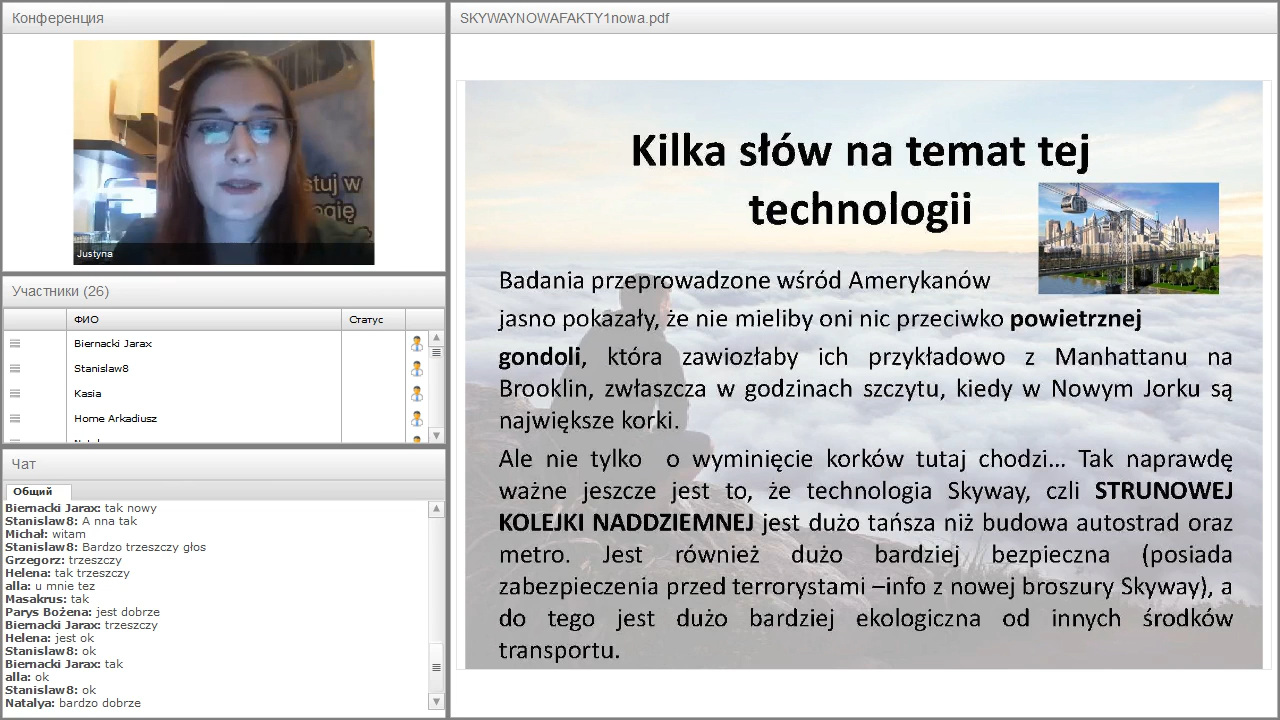 Конференция
stuj w
ogię
Justyna
Участники (26)
ФИО
Статус
Biernacki Jarax
Stanislaw8
Kasia
Home Arkadiusz
Чат
Общий
Biernacki Jarax: tak nowy
Stanislaw8: A nna tak
Michał: witam
Stanislaw8: Bardzo trzeszczy głos
Grzegorz: trzeszczy
Helena: tak trzeszczy
alla: u mnie tez
Masakrus: tak
Parys Bożena: jest dobrze
Biernacki Jarax: trzeszczy
Helena: jest ok
Stanislaw8: ok
Biernacki Jarax: tak
alla: ok
Stanislaw8: ok
Natalya: bardzo dobrze
SKYWAYNOWAFAKTY1nowa.pdf
Kilka słów na temat tej
technologii
Badania przeprowadzone wśród Amerykanów
jasno pokazały, że nie mieliby oni nic przeciwko powietrznej
gondoli, która zawiozłaby ich przykładowo z Manhattanu na
Brooklin, zwłaszcza w godzinach szczytu, kiedy w Nowym Jorku są
największe korki.
Ale nie tylko o wyminięcie korków tutaj chodzi... Tak naprawdę
ważne jeszcze jest to, że technologia Skyway, czli STRUNOWEJ
KOLEJKI NADDZIEMNEJ jest dużo tańsza niż budowa autostrad oraz
metro. Jest również dużo bardziej bezpieczna (posiada
zabezpieczenia przed terrorystami –info z nowej broszury Skyway), a
do tego jest dużo bardziej ekologiczna od innych środków
transportu.